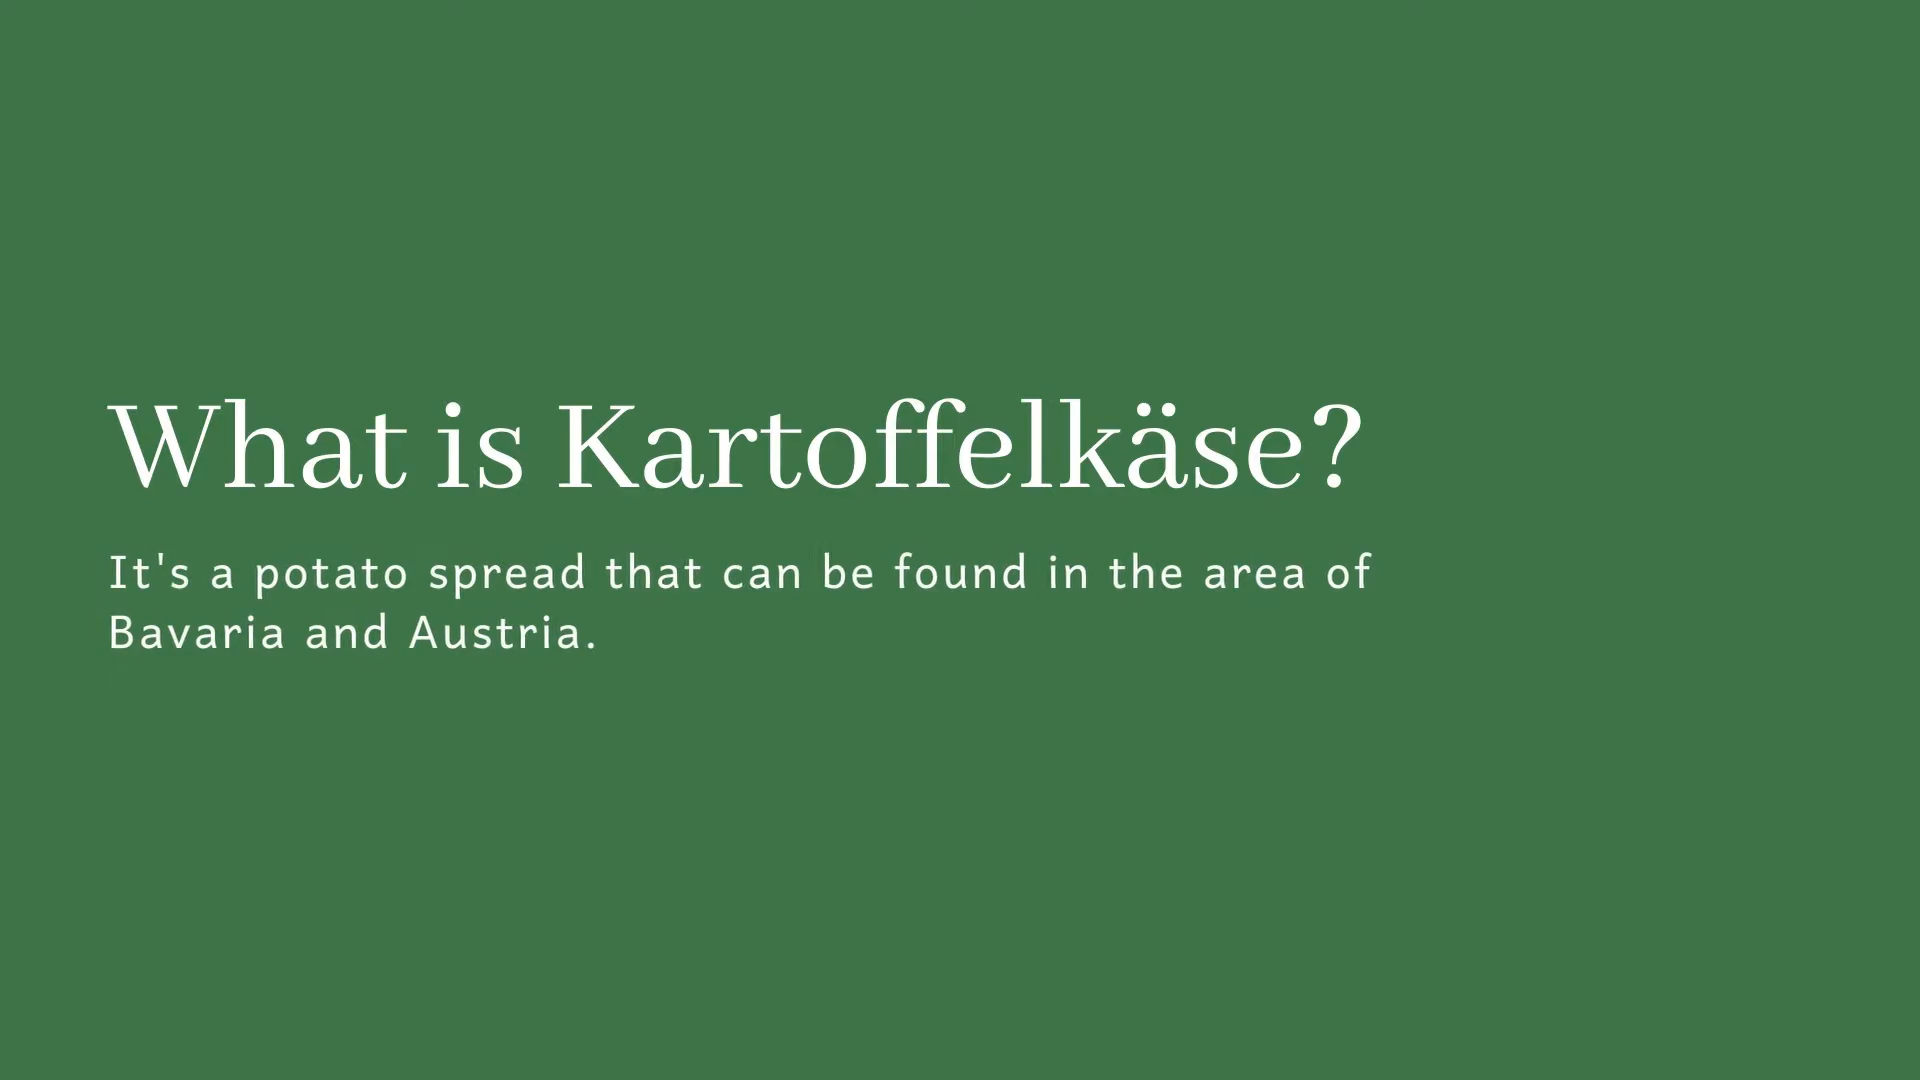 What is Kartoffelkäse?
It's a potato spread that can be found in the area of
Bavaria and Austria.